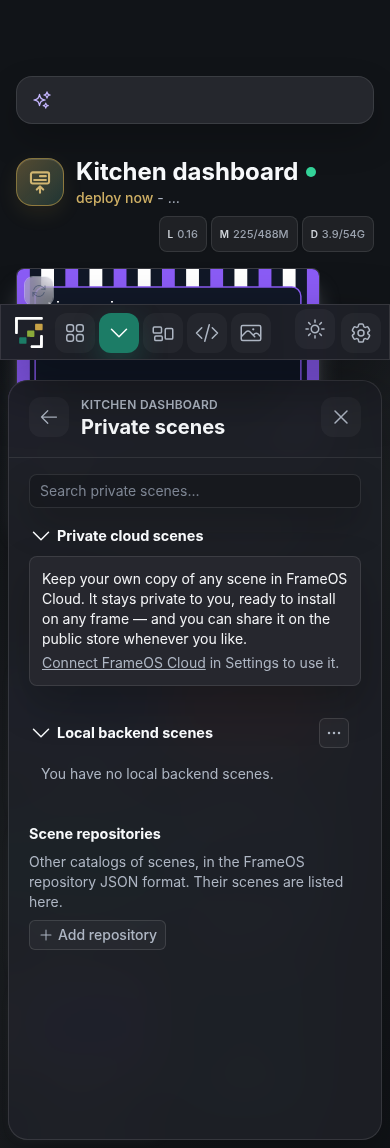 Kitchen dashboard
deploy now - ...
L 0.16
M 225/488M
D 3.9/54G
KITCHEN DASHBOARD
Private scenes
Search private scenes...
Private cloud scenes
Keep your own copy of any scene in FrameOS
Cloud. It stays private to you, ready to install
on any frame — and you can share it on the
public store whenever you like.
Connect FrameOS Cloud in Settings to use it.
Local backend scenes
You have no local backend scenes.
Scene repositories
Other catalogs of scenes, in the FrameOS
repository JSON format. Their scenes are listed
here.
Add repository